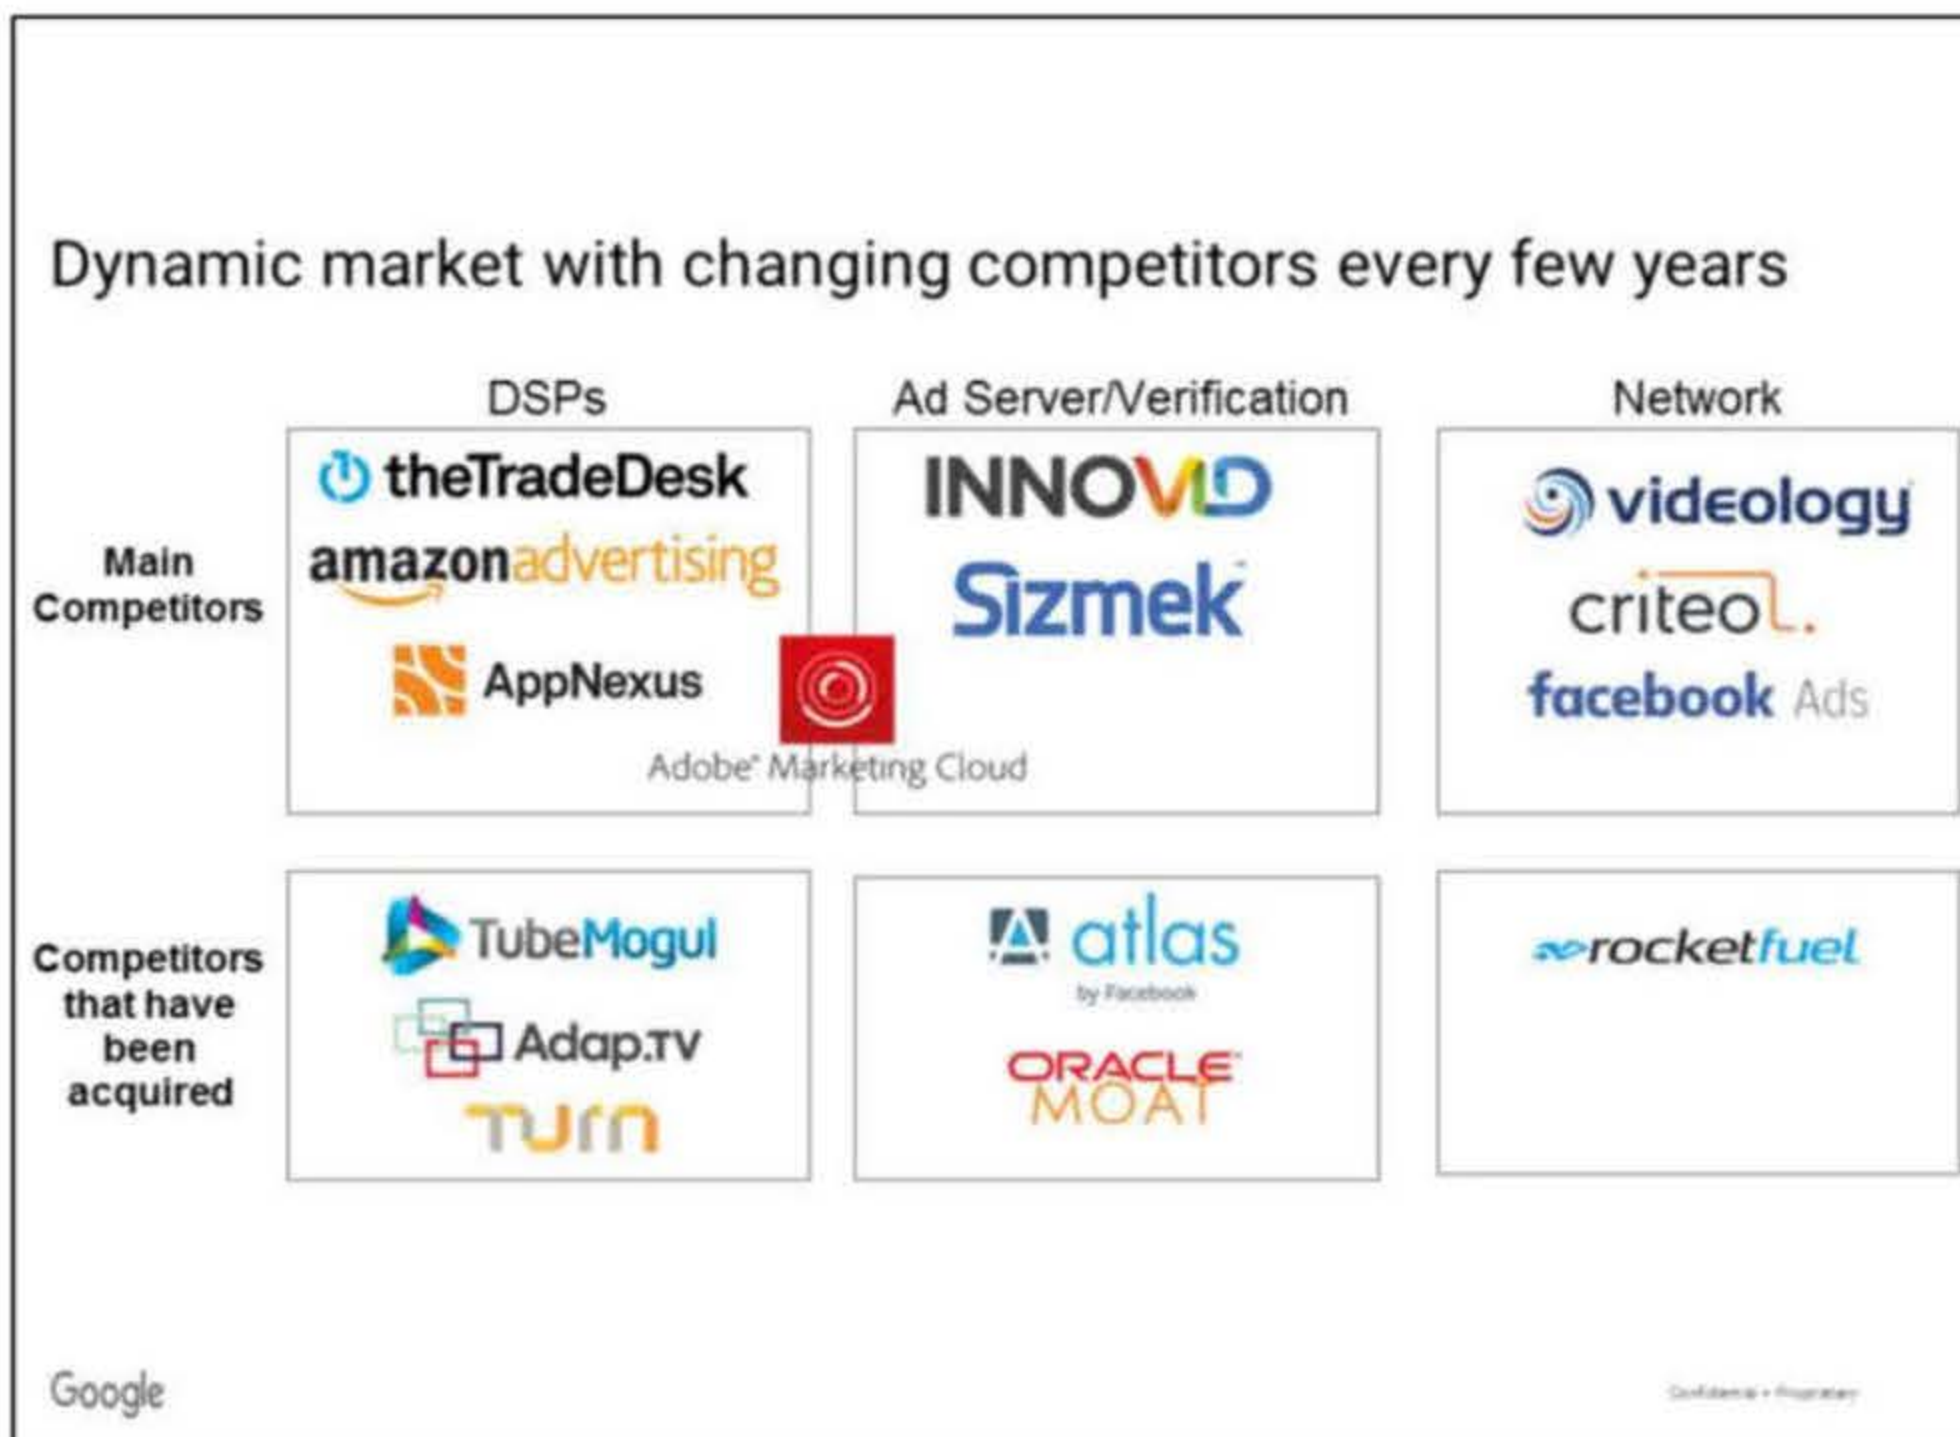 Dynamic market with changing competitors every few years
DSPs
Ad Server/Verification
Network
Main
Competitors
theTradeDesk
amazonadvertising
AppNexus
INNOVID
Sizmek
Adobe® Marketing Cloud
videology
criteo
facebook Ads
Competitors
that have
been
acquired
TubeMogul
Adap.TV
Turn
atlas
by Facebook
ORACLE
MOAT
rocketfuel
Google
Confidential + Proprietary